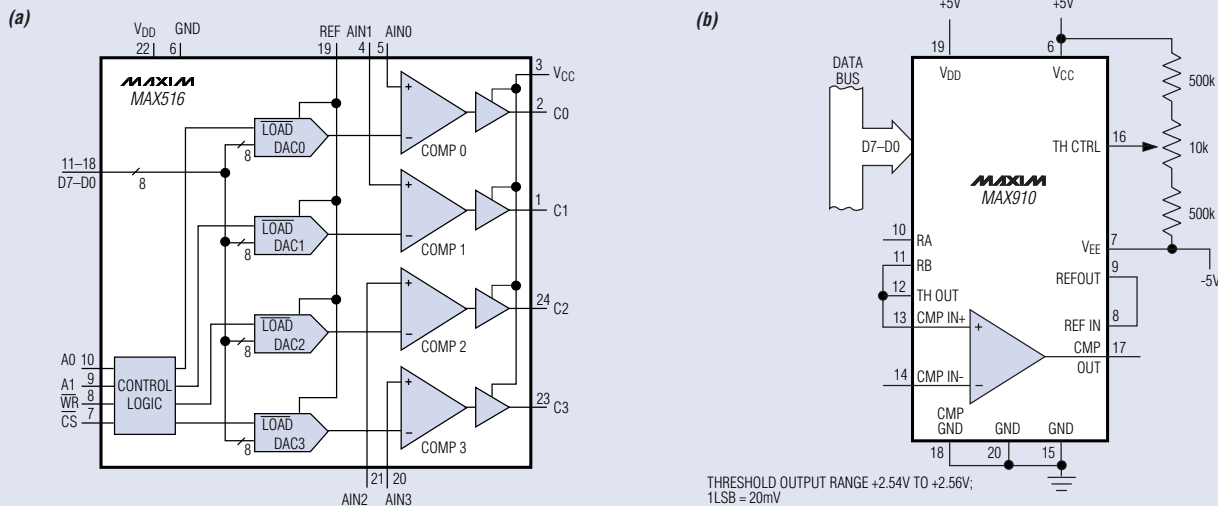 (a)
VDD
GND
22
6
REF
AIN1
AIN0
19
4
5
MAXIM
MAX516
3
VCC
2
C0
LOAD
DAC0
8
COMP 0
+
–
11–18
D7–D0
8
1
C1
LOAD
DAC1
8
COMP 1
+
–
24
C2
LOAD
DAC2
8
COMP 2
+
–
A0 10
A1 9
WR 8
CS 7
CONTROL
LOGIC
23
C3
LOAD
DAC3
8
COMP 3
+
–
21
20
AIN2
AIN3
(b)
+5V
+5V
19
6
VDD
VCC
DATA
BUS
D7–D0
500k
16
TH CTRL
10k
MAXIM
MAX910
500k
10
RA
11
RB
12
TH OUT
13
CMP IN+
14
CMP IN-
+
–
VEE
7
-5V
REFOUT
9
REF IN
8
CMP
OUT
17
CMP
GND
GND
GND
18
20
15
THRESHOLD OUTPUT RANGE +2.54V TO +2.56V;
1LSB = 20mV